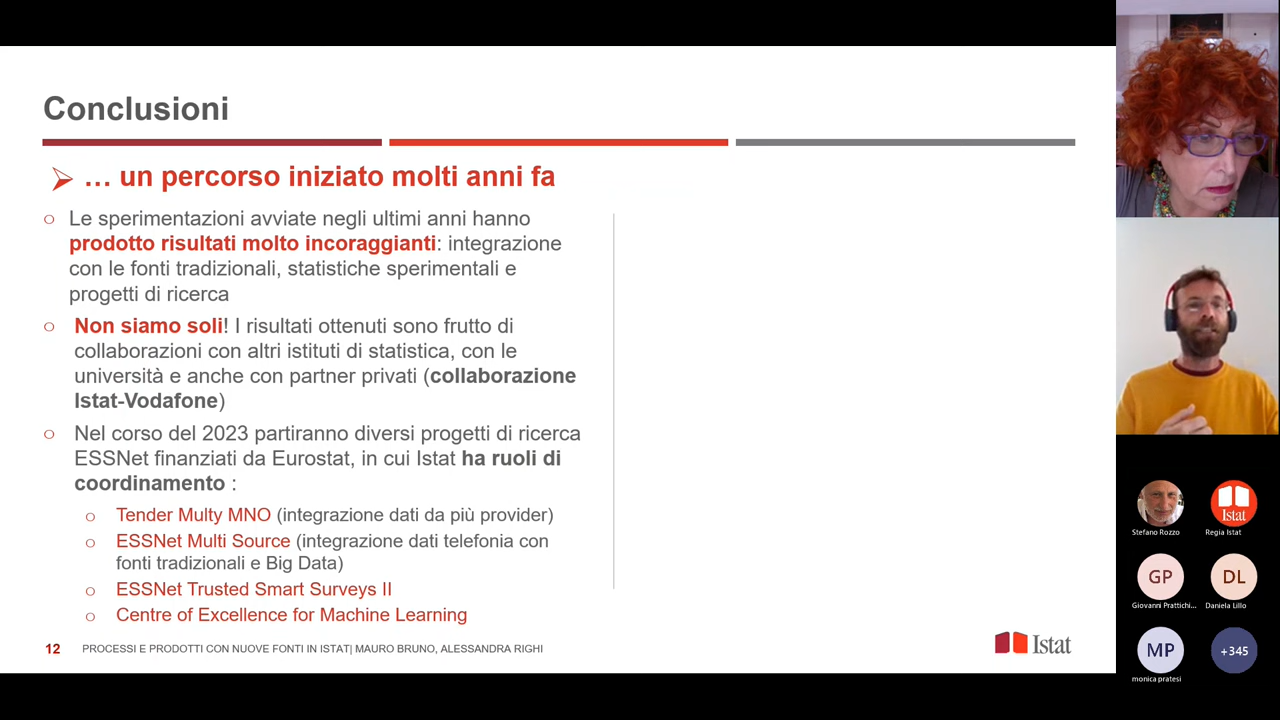 Conclusioni
… un percorso iniziato molti anni fa
Le sperimentazioni avviate negli ultimi anni hanno
prodotto risultati molto incoraggianti: integrazione
con le fonti tradizionali, statistiche sperimentali e
progetti di ricerca
Non siamo soli! I risultati ottenuti sono frutto di
collaborazioni con altri istituti di statistica, con le
università e anche con partner privati (collaborazione
Istat-Vodafone)
Nel corso del 2023 partiranno diversi progetti di ricerca
ESSNet finanziati da Eurostat, in cui Istat ha ruoli di
coordinamento :
Tender Multy MNO (integrazione dati da più provider)
ESSNet Multi Source (integrazione dati telefonia con
fonti tradizionali e Big Data)
ESSNet Trusted Smart Surveys II
Centre of Excellence for Machine Learning
12 PROCESSI E PRODOTTI CON NUOVE FONTI IN ISTAT| MAURO BRUNO, ALESSANDRA RIGHI
Istat
Istat
Stefano Rozzo
Regia Istat
GP
DL
Giovanni Prattichi...
Daniela Lillo
MP
+345
monica pratesi